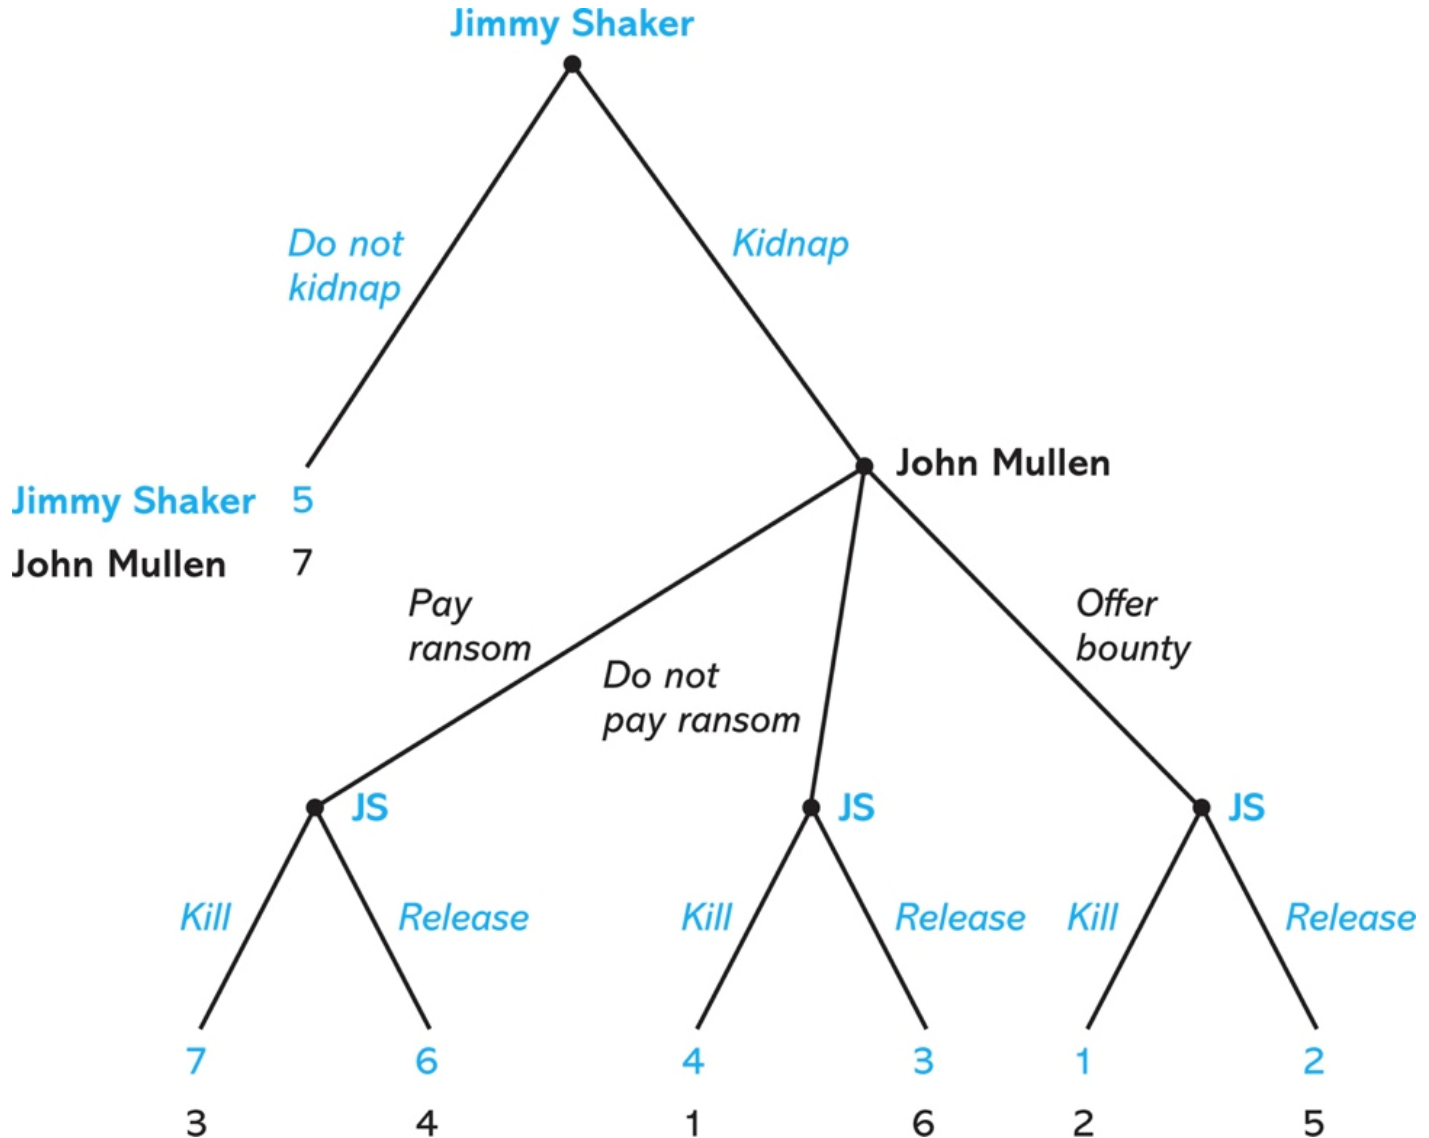 Jimmy Shaker
Do not
kidnap
Kidnap
John Mullen
Jimmy Shaker 5
John Mullen 7
Pay
ransom
Do not
pay ransom
Offer
bounty
JS
JS
JS
Kill
Release
Kill
Release
Kill
Release
7 6 4 3 1 2
3 4 1 6 2 5